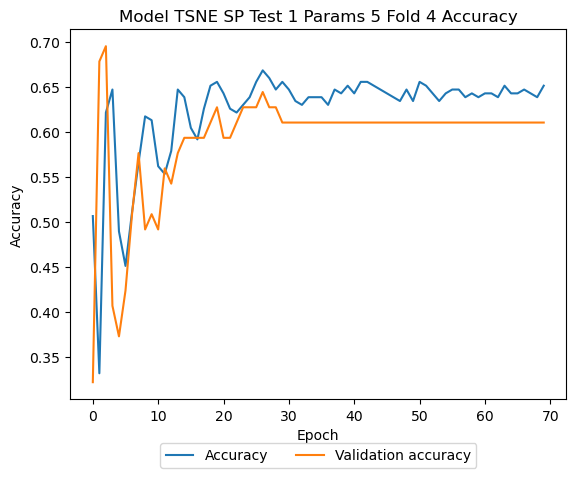 Model TSNE SP Test 1 Params 5 Fold 4 Accuracy
0.70
0.65
0.60
0.55
0.50
0.45
0.40
0.35
Accuracy
0 10 20 30 40 50 60 70
Epoch
Accuracy Validation accuracy